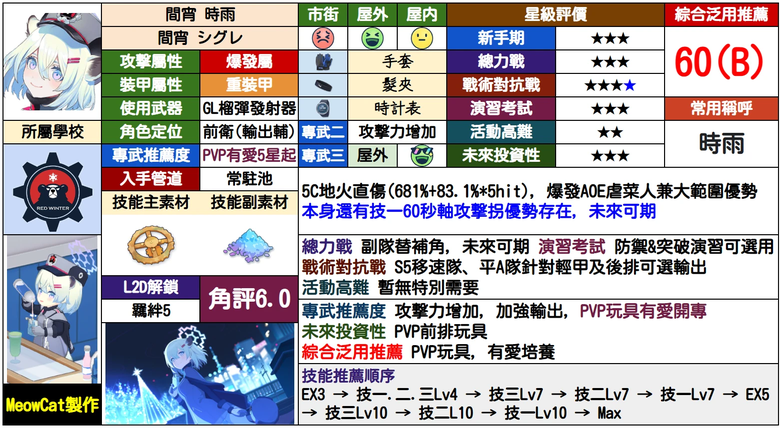 間宵 時雨
間宵 シグレ
攻擊屬性 爆發屬
裝甲屬性 重裝甲
使用武器 GL榴彈發射器
所屬學校
角色定位 前衛(輸出輔)
專武推薦度 PVP有愛5星起
入手管道 常駐池
技能主素材 技能副素材
RED WINTER
L2D解鎖
羈絆5
角評6.0
MeowCat製作
市街 屋外 屋內
手套
髮夾
時計表
專武二 攻擊力增加
專武三 屋外
星級評價
新手期 ★★★
總力戰 ★★★
戰術對抗戰 ★★★★
演習考試 ★★★
活動高難 ★★
未來投資性 ★★★
綜合泛用推薦
60(B)
常用稱呼
時雨
5C地火直傷(681%+83.1%*5hit), 爆發AOE虐菜人兼大範圍優勢
本身還有技一60秒軸攻擊拐優勢存在, 未來可期
總力戰 副隊替補角, 未來可期 演習考試 防禦&突破演習可選用
戰術對抗戰 S5移速隊、平A隊針對輕甲及後排可選輸出
活動高難 暫無特別需要
專武推薦度 攻擊力增加, 加強輸出, PVP玩具有愛開專
未來投資性 PVP前排玩具
綜合泛用推薦 PVP玩具, 有愛培養
技能推薦順序
EX3 → 技一.二.三Lv4 → 技三Lv7 → 技二Lv7 → 技一Lv7 → EX5
→ 技三Lv10 → 技二L10 → 技一Lv10 → Max